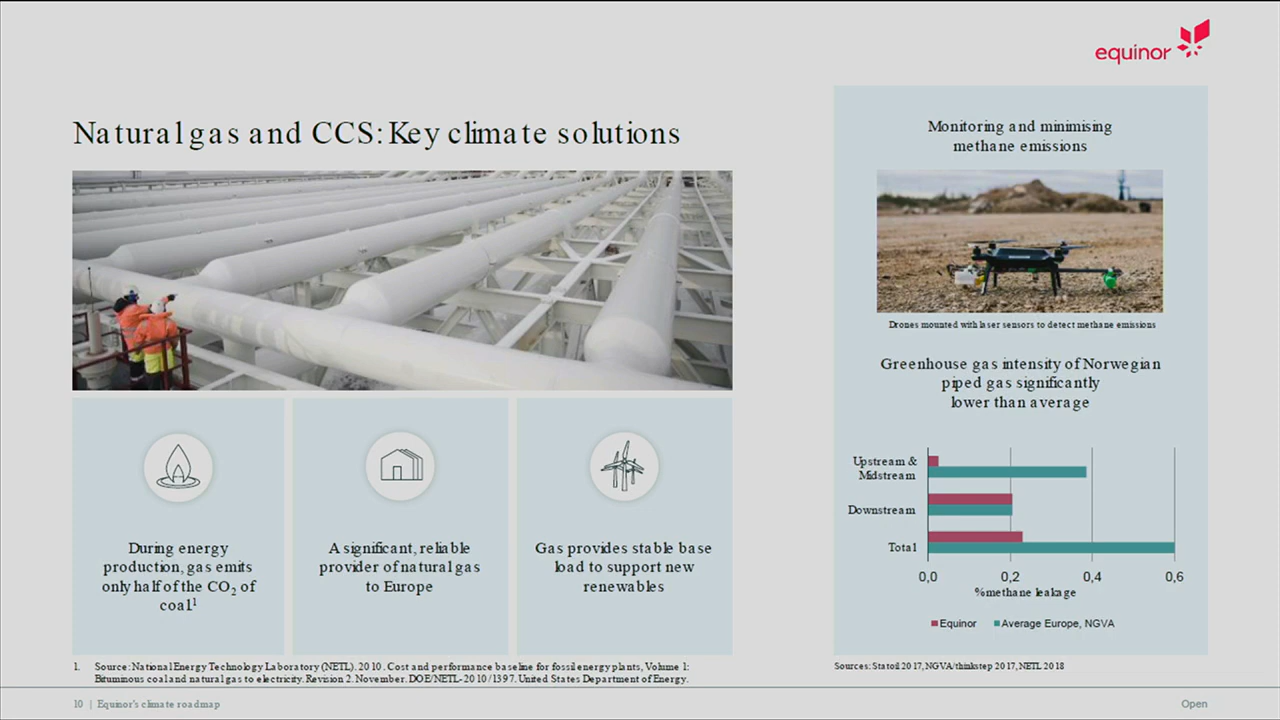 equinor
Natural gas and CCS: Key climate solutions
During energy
production, gas emits
only half of the CO₂ of
coal¹
A significant, reliable
provider of natural gas
to Europe
Gas provides stable base
load to support new
renewables
1. Source: National Energy Technology Laboratory (NETL). 2010. Cost and performance baseline for fossil energy plants, Volume 1:
Bituminous coal and natural gas to electricity. Revision 2. November. DOE/NETL-2010/1397. United States Department of Energy.
Monitoring and minimising
methane emissions
Drones mounted with laser sensors to detect methane emissions
Greenhouse gas intensity of Norwegian
piped gas significantly
lower than average
Upstream &
Midstream
Downstream
Total
0,0 0,2 0,4 0,6
%methane leakage
Equinor Average Europe, NGVA
Sources: Statoil 2017, NGVA/thinkstep 2017, NETL 2018
10 | Equinor's climate roadmap
Open